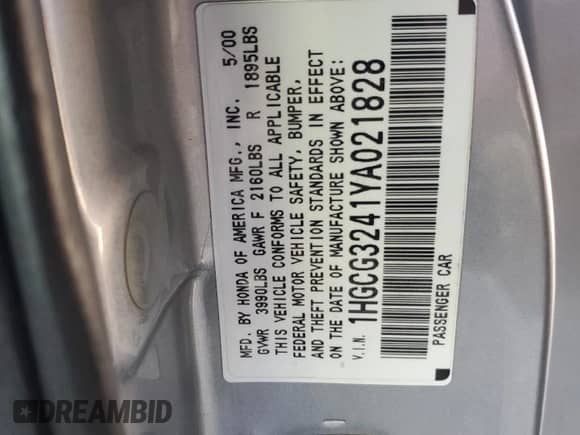 MFD. BY HONDA OF AMERICA MFG., INC. 5/00
GVWR 3990LBS GAWR F 2160LBS R 1895LBS
THIS VEHICLE CONFORMS TO ALL APPLICABLE
FEDERAL MOTOR VEHICLE SAFETY, BUMPER,
AND THEFT PREVENTION STANDARDS IN EFFECT
ON THE DATE OF MANUFACTURE SHOWN ABOVE:
V.I.N. 1HGCG3241YA021828
PASSENGER CAR
DREAMBID